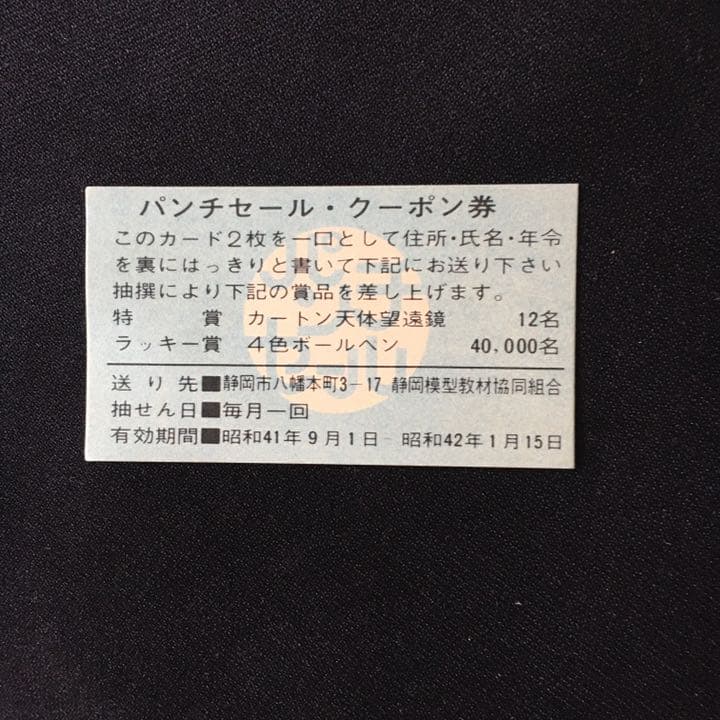 パンチセール・クーポン券
このカード2枚を一口として住所・氏名・年令
を裏にはっきりと書いて下記にお送り下さい
抽撰により下記の賞品を差し上げます。
特 賞 カートン天体望遠鏡 12名
ラッキー賞 4色ボールペン 40,000名
送り先■静岡市八幡本町3-17 静岡模型教材協同組合
抽せん日■毎月一回
有効期間■昭和41年9月1日 昭和42年1月15日